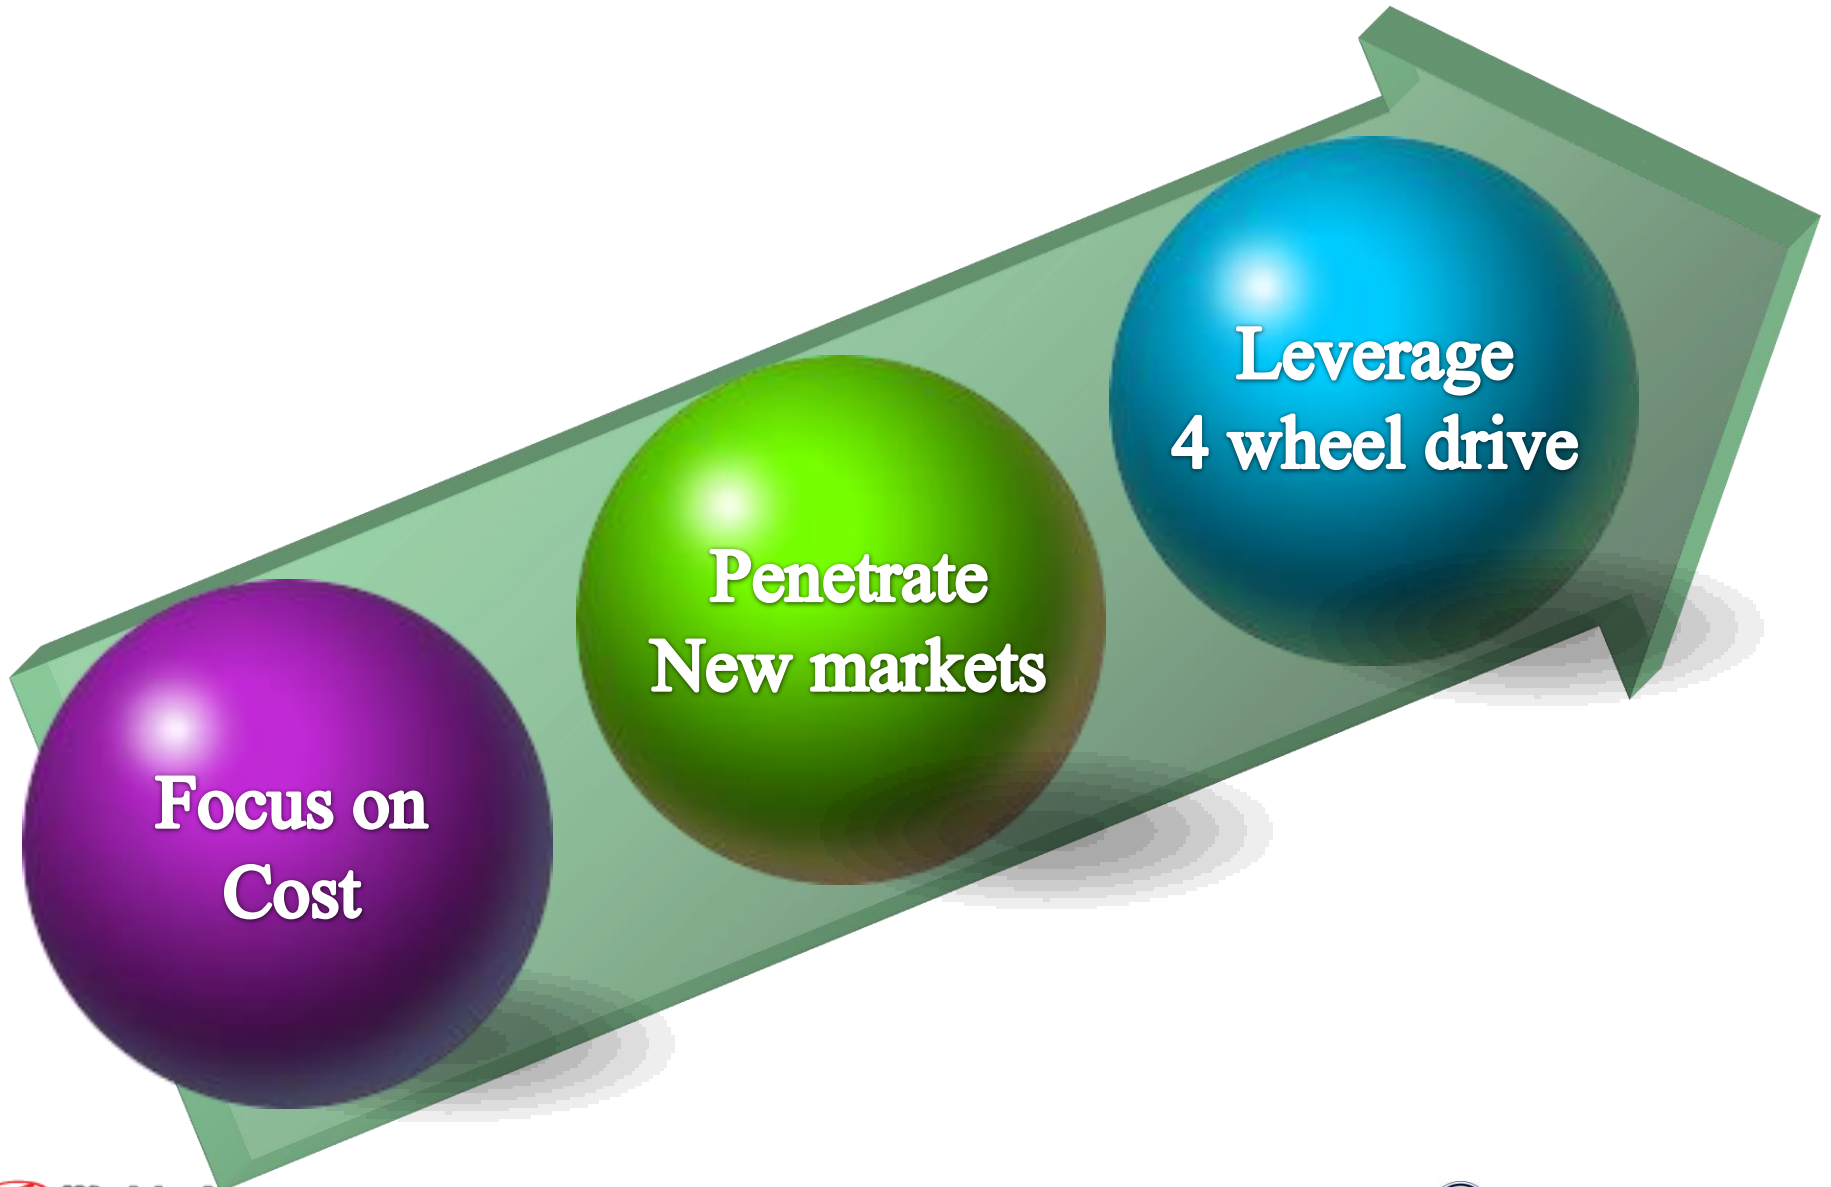 Leverage
4 wheel drive
Penetrate
New markets
Focus on
Cost